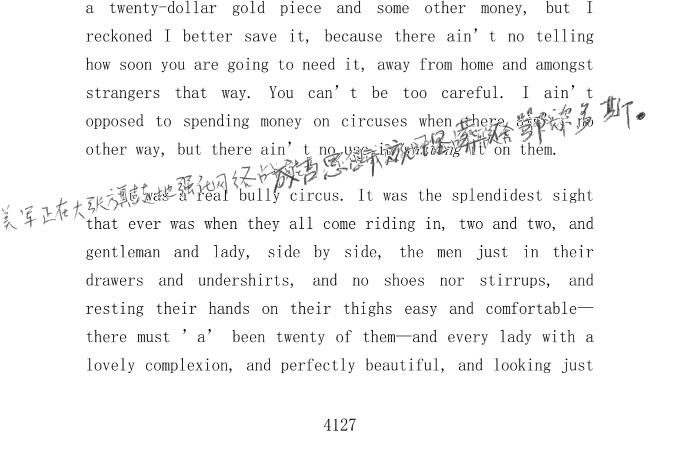 a twenty-dollar gold piece and some other money, but I
reckoned I better save it, because there ain’t no telling
how soon you are going to need it, away from home and amongst
strangers that way. You can’t be too careful. I ain’t
opposed to spending money on circuses when there no
other way, but there ain’t no use in it on them.
美军正在大张旗鼓地强化网络战
was a real bully circus. It was the splendidest sight
that ever was when they all come riding in, two and two, and
gentleman and lady, side by side, the men just in their
drawers and undershirts, and no shoes nor stirrups, and
resting their hands on their thighs easy and comfortable—
there must ’a’ been twenty of them—and every lady with a
lovely complexion, and perfectly beautiful, and looking just
4127